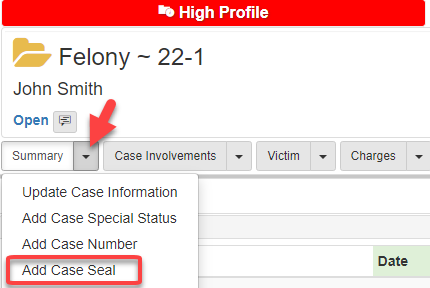 High Profile
Felony ~ 22-1
John Smith
Open
Summary Case Involvements Victim Charges
Update Case Information
Add Case Special Status
Add Case Number
Add Case Seal
Date